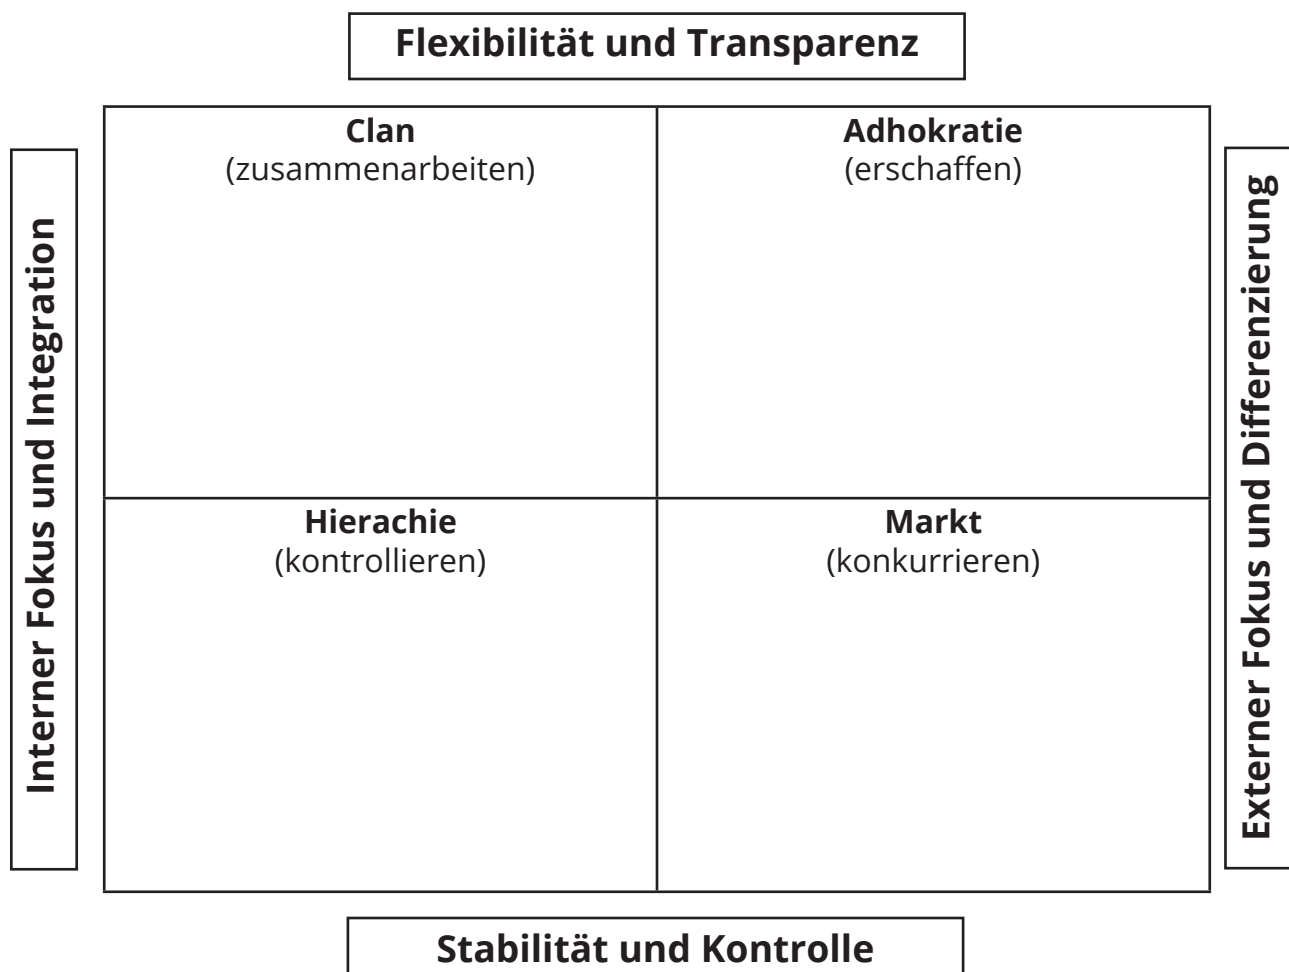 Flexibilität und Transparenz
Interner Fokus und Integration
Clan
(zusammenarbeiten)
Adhokratie
(erschaffen)
Externer Fokus und Differenzierung
Hierachie
(kontrollieren)
Markt
(konkurrieren)
Stabilität und Kontrolle